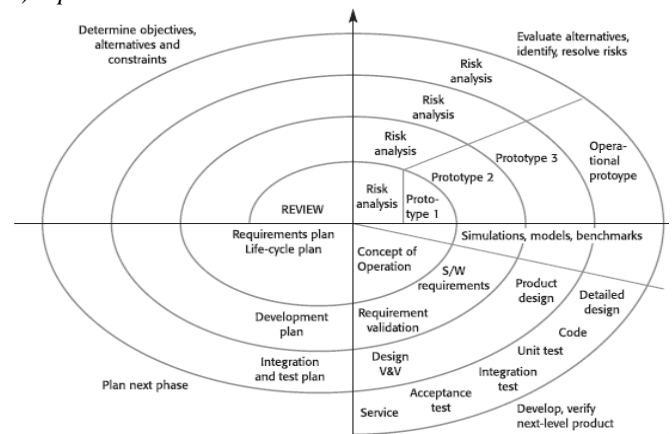 Determine objectives,
alternatives and
constraints
Evaluate alternatives,
identify, resolve risks
Risk
analysis
Risk
analysis
Risk
analysis
Risk
analysis
Proto-
type 1
Prototype 2
Prototype 3
Opera-
tional
protoype
REVIEW
Requirements plan
Life-cycle plan
Development
plan
Integration
and test plan
Plan next phase
Simulations, models, benchmarks
Concept of
Operation
S/W
requirements
Requirement
validation
Product
design
Detailed
design
Design
V&V
Code
Unit test
Integration
test
Acceptance
test
Service
Develop, verify
next-level product